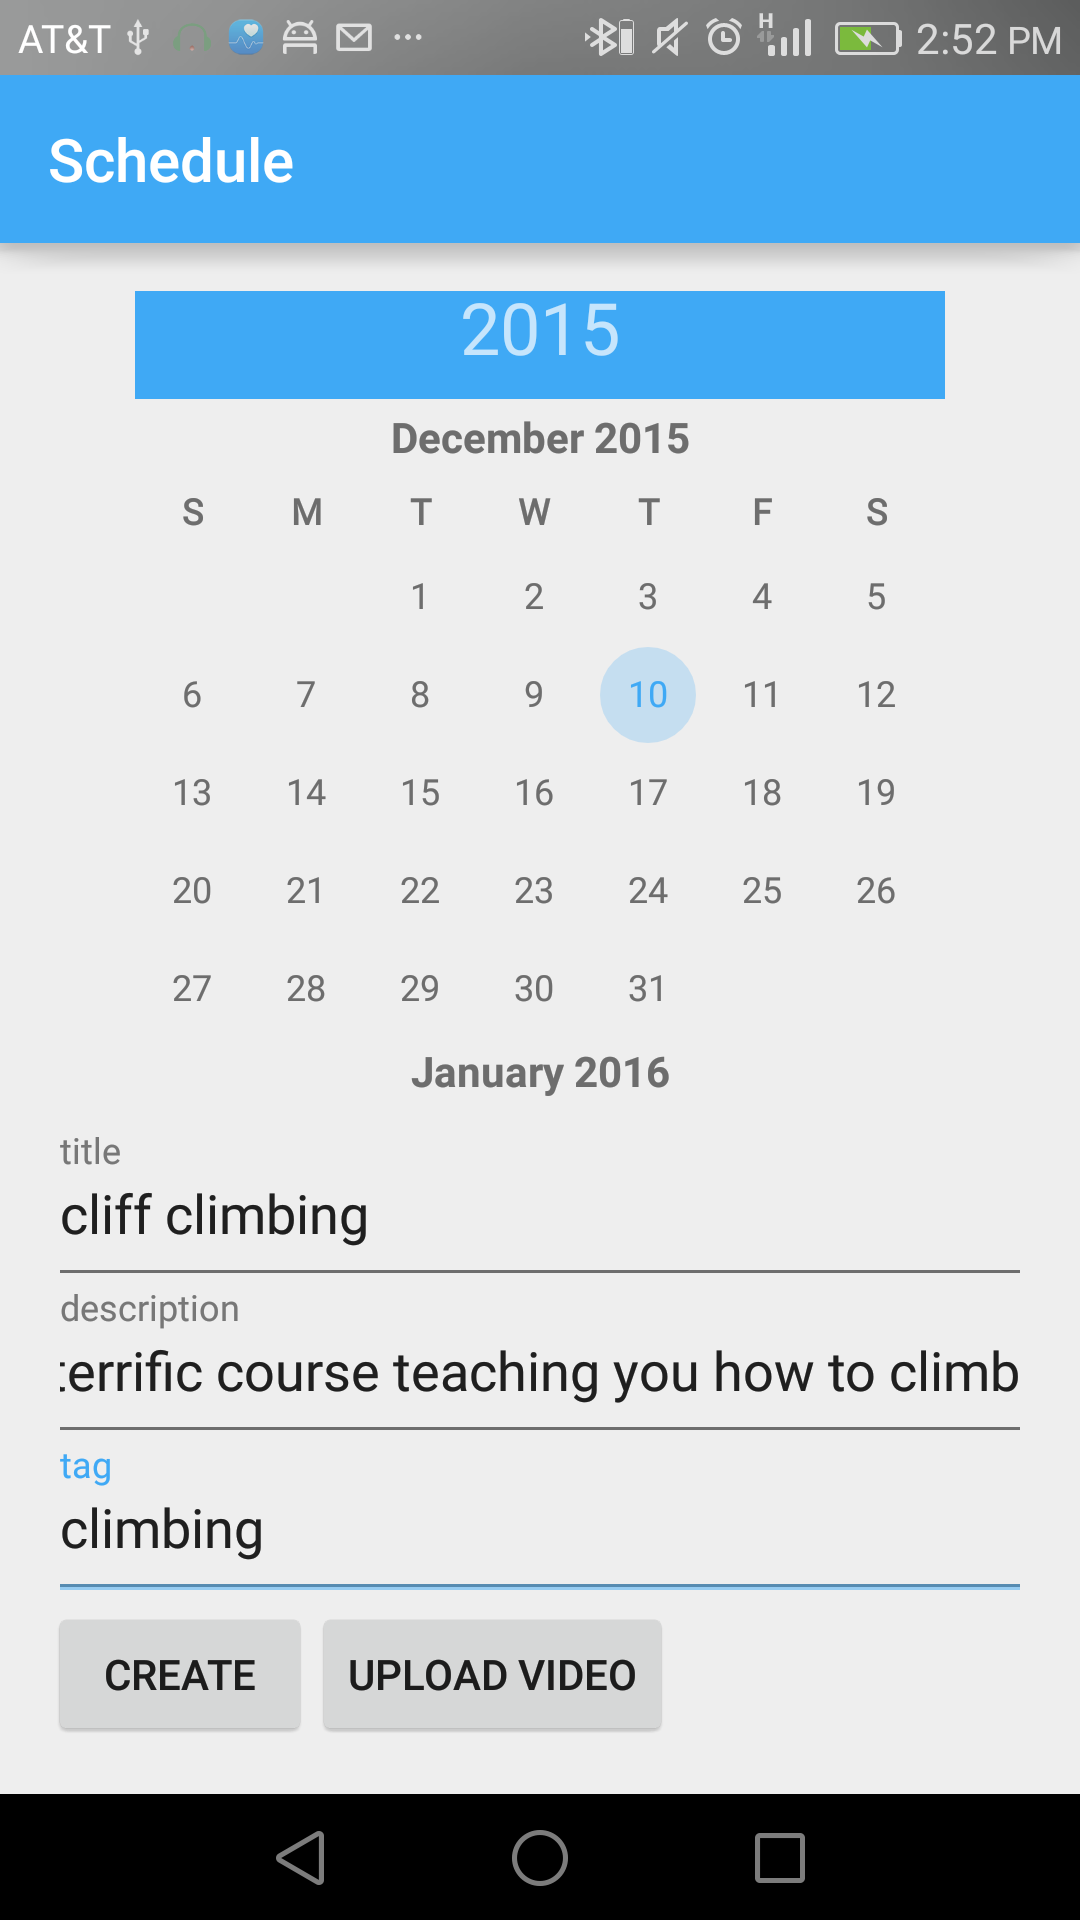 AT&T H 2:52 PM
Schedule
2015
December 2015
S M T W T F S
1 2 3 4 5
6 7 8 9 10 11 12
13 14 15 16 17 18 19
20 21 22 23 24 25 26
27 28 29 30 31
January 2016
title
cliff climbing
description
terrific course teaching you how to climb
tag
climbing
CREATE UPLOAD VIDEO